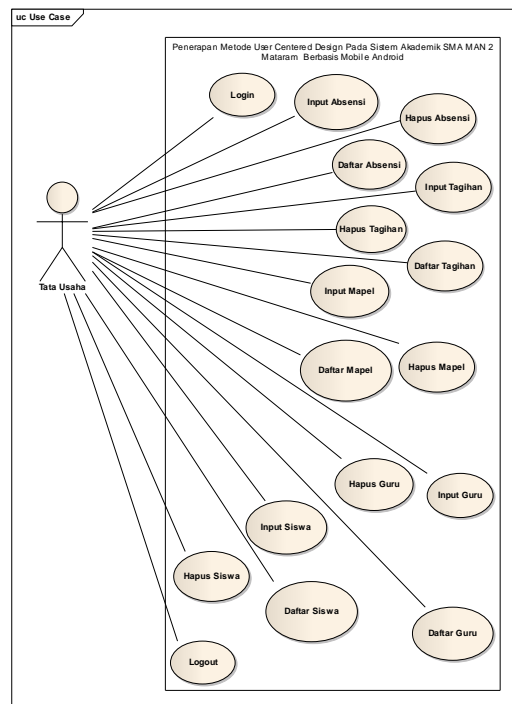 uc Use Case
Penerapan Metode User Centered Design Pada Sistem Akademik SMA MAN 2
Mataram Berbasis Mobile Android
Login
Input Absensi
Hapus Absensi
Daftar Absensi
Input Tagihan
Hapus Tagihan
Daftar Tagihan
Tata Usaha
Input Mapel
Daftar Mapel
Hapus Mapel
Hapus Guru
Input Guru
Input Siswa
Hapus Siswa
Daftar Siswa
Daftar Guru
Logout